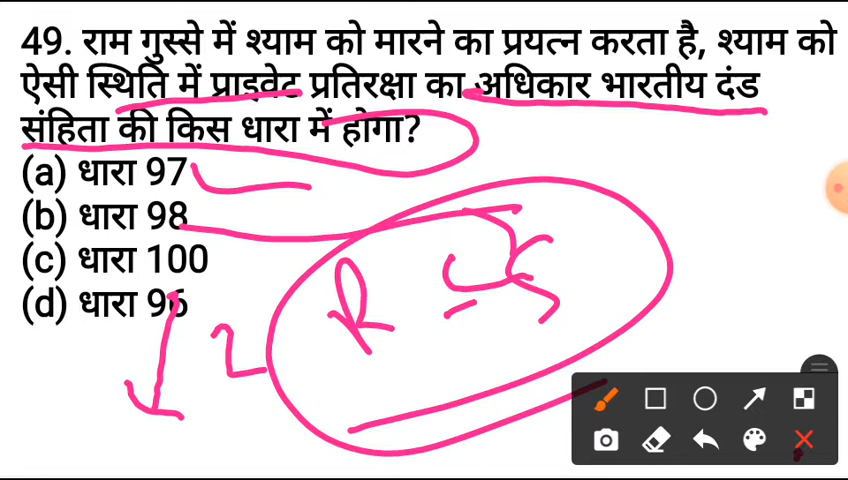 49. राम गुस्से में श्याम को मारने का प्रयत्न करता है, श्याम को
ऐसी स्थिति में प्राइवेट प्रतिरक्षा का अधिकार भारतीय दंड
संहिता की किस धारा में होगा?
(a) धारा 97
(b) धारा 98
(c) धारा 100
(d) धारा 96